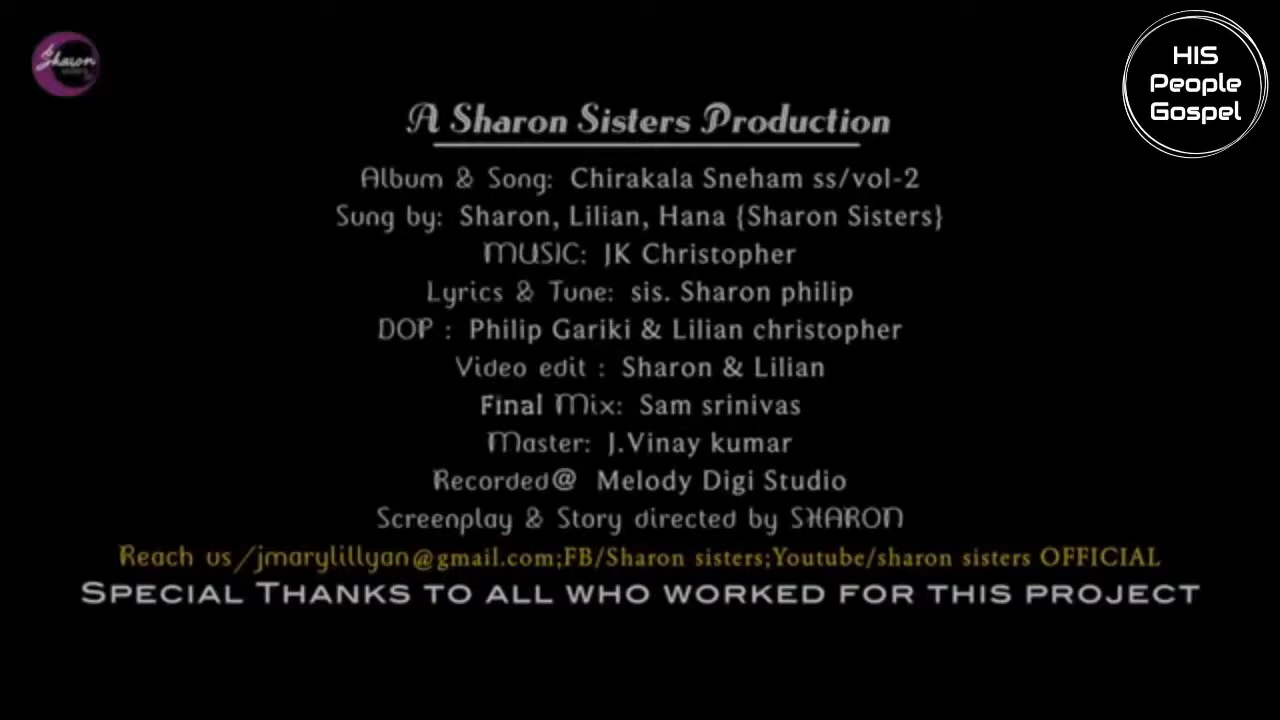 Sharon
HIS
People
Gospel
A Sharon Sisters Production
Album & Song: Chirakala Sneham ss/vol-2
Sung by: Sharon, Lilian, Hana {Sharon Sisters}
MUSIC: JK Christopher
Lyrics & Tune: sis. Sharon philip
DOP : Philip Gariki & Lilian christopher
Video edit : Sharon & Lilian
Final Mix: Sam srinivas
Master: J.Vinay kumar
Recorded@ Melody Digi Studio
Screenplay & Story directed by SHARON
Reach us/jmarylillyan@gmail.com;FB/Sharon sisters;Youtube/sharon sisters OFFICIAL
SPECIAL THANKS TO ALL WHO WORKED FOR THIS PROJECT